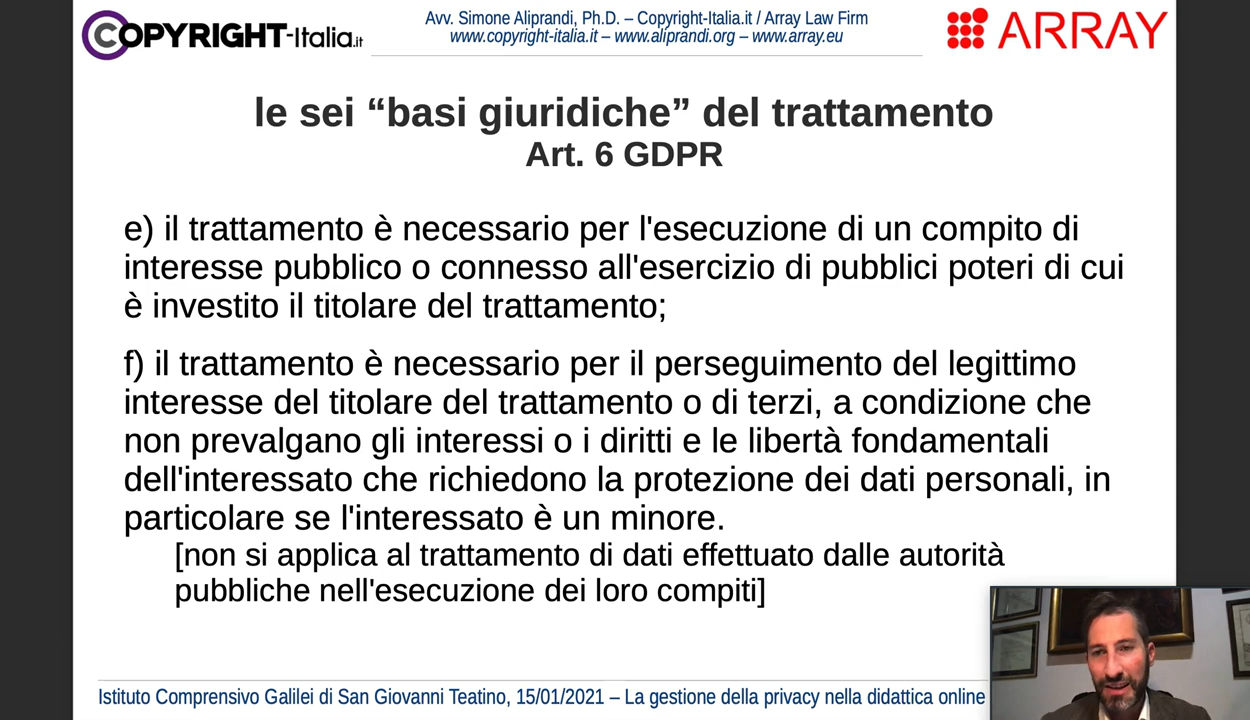 COPYRIGHT-Italia.it
Avv. Simone Aliprandi, Ph.D. – Copyright-Italia.it / Array Law Firm
www.copyright-italia.it – www.aliprandi.org – www.array.eu
ARRAY
le sei “basi giuridiche” del trattamento
Art. 6 GDPR
e) il trattamento è necessario per l'esecuzione di un compito di
interesse pubblico o connesso all'esercizio di pubblici poteri di cui
è investito il titolare del trattamento;
f) il trattamento è necessario per il perseguimento del legittimo
interesse del titolare del trattamento o di terzi, a condizione che
non prevalgano gli interessi o i diritti e le libertà fondamentali
dell'interessato che richiedono la protezione dei dati personali, in
particolare se l'interessato è un minore.
[non si applica al trattamento di dati effettuato dalle autorità
pubbliche nell'esecuzione dei loro compiti]
Istituto Comprensivo Galilei di San Giovanni Teatino, 15/01/2021 – La gestione della privacy nella didattica online